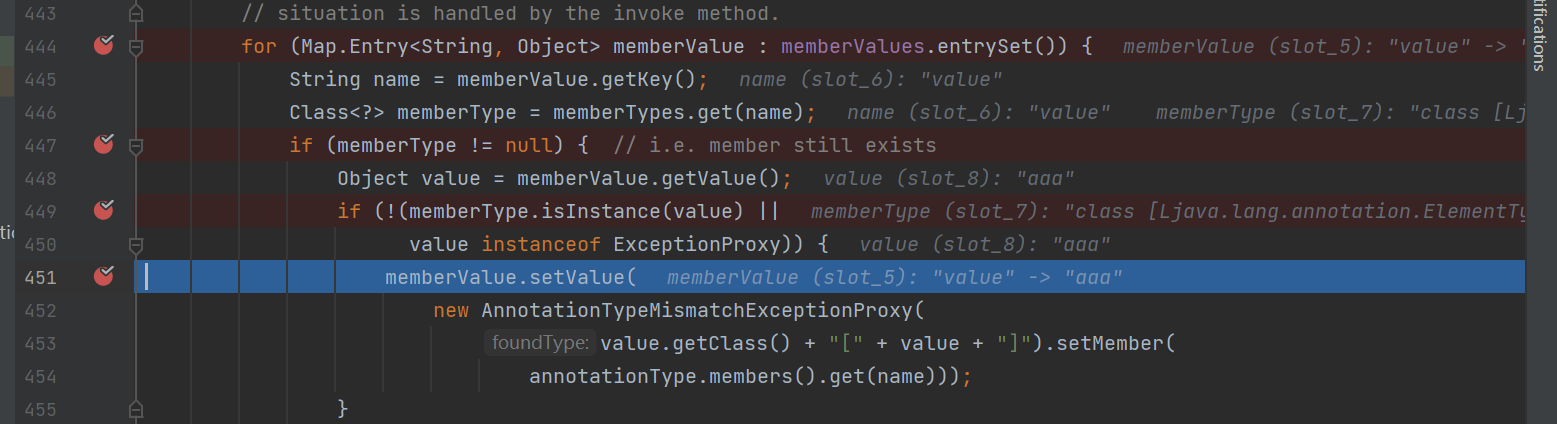 443 // situation is handled by the invoke method.
444 for (Map.Entry<String, Object> memberValue : memberValues.entrySet()) { memberValue (slot_5): "value" -> "
445 String name = memberValue.getKey(); name (slot_6): "value"
446 Class<?> memberType = memberTypes.get(name); name (slot_6): "value" memberType (slot_7): "class [Lj
447 if (memberType != null) { // i.e. member still exists
448 Object value = memberValue.getValue(); value (slot_8): "aaa"
449 if (!(memberType.isInstance(value) || memberType (slot_7): "class [Ljava.lang.annotation.ElementTy
450 value instanceof ExceptionProxy)) { value (slot_8): "aaa"
451 memberValue.setValue( memberValue (slot_5): "value" -> "aaa"
452 new AnnotationTypeMismatchExceptionProxy(
453 foundType: value.getClass() + "[" + value + "]").setMember(
454 annotationType.members().get(name)));
455 }
tifications